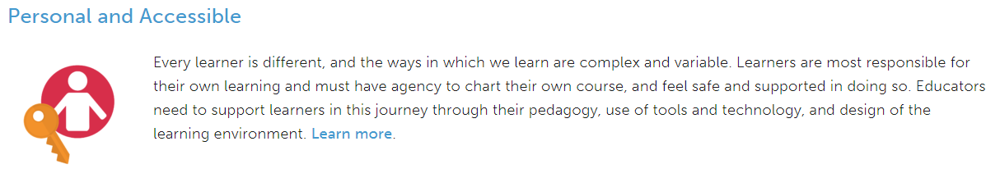 Personal and Accessible
Every learner is different, and the ways in which we learn are complex and variable. Learners are most responsible for
their own learning and must have agency to chart their own course, and feel safe and supported in doing so. Educators
need to support learners in this journey through their pedagogy, use of tools and technology, and design of the
learning environment. Learn more.